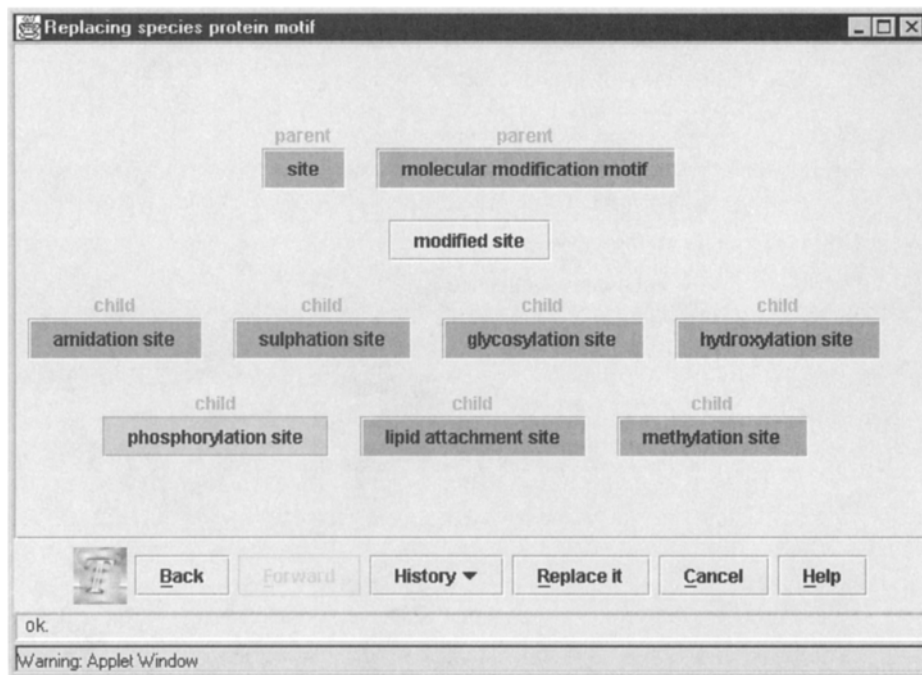 Replacing species protein motif
parent parent
site molecular modification motif
modified site
child child child child
amidation site sulphation site glycosylation site hydroxylation site
child child child
phosphorylation site lipid attachment site methylation site
Back Forward History Replace it Cancel Help
ok.
Warning: Applet Window